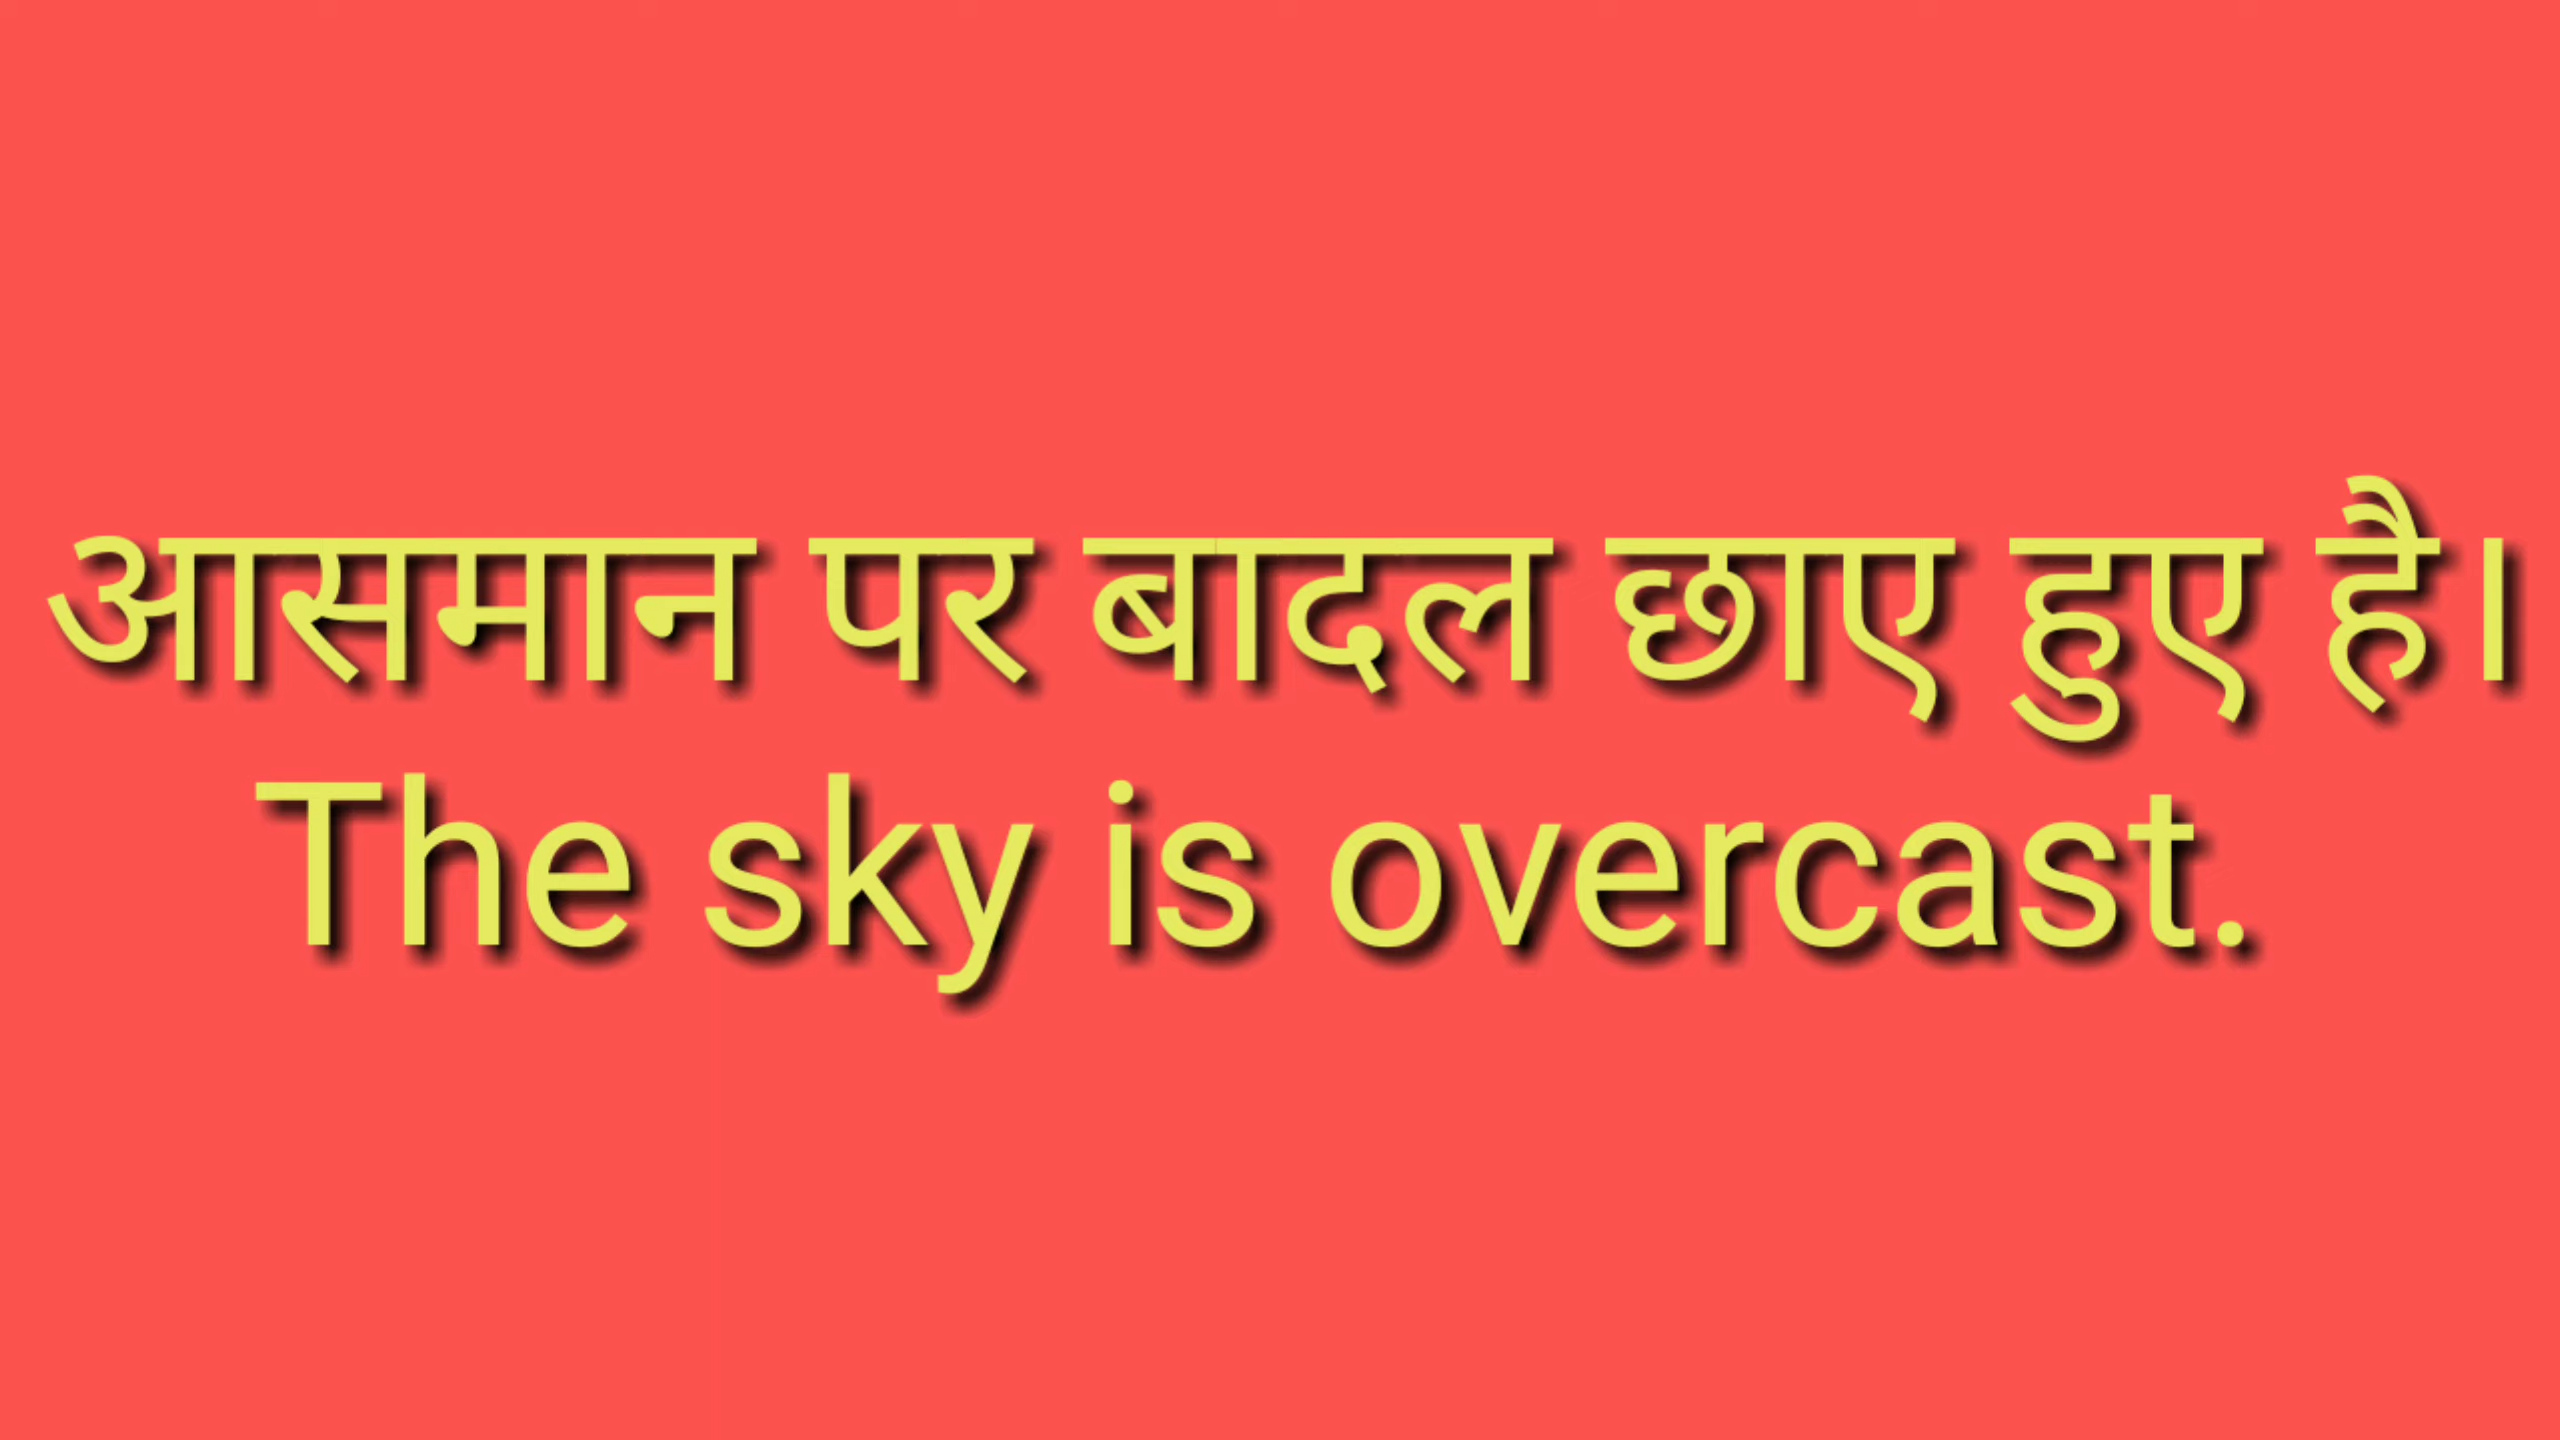 आसमान पर बादल छाए हुए है।
The sky is overcast.